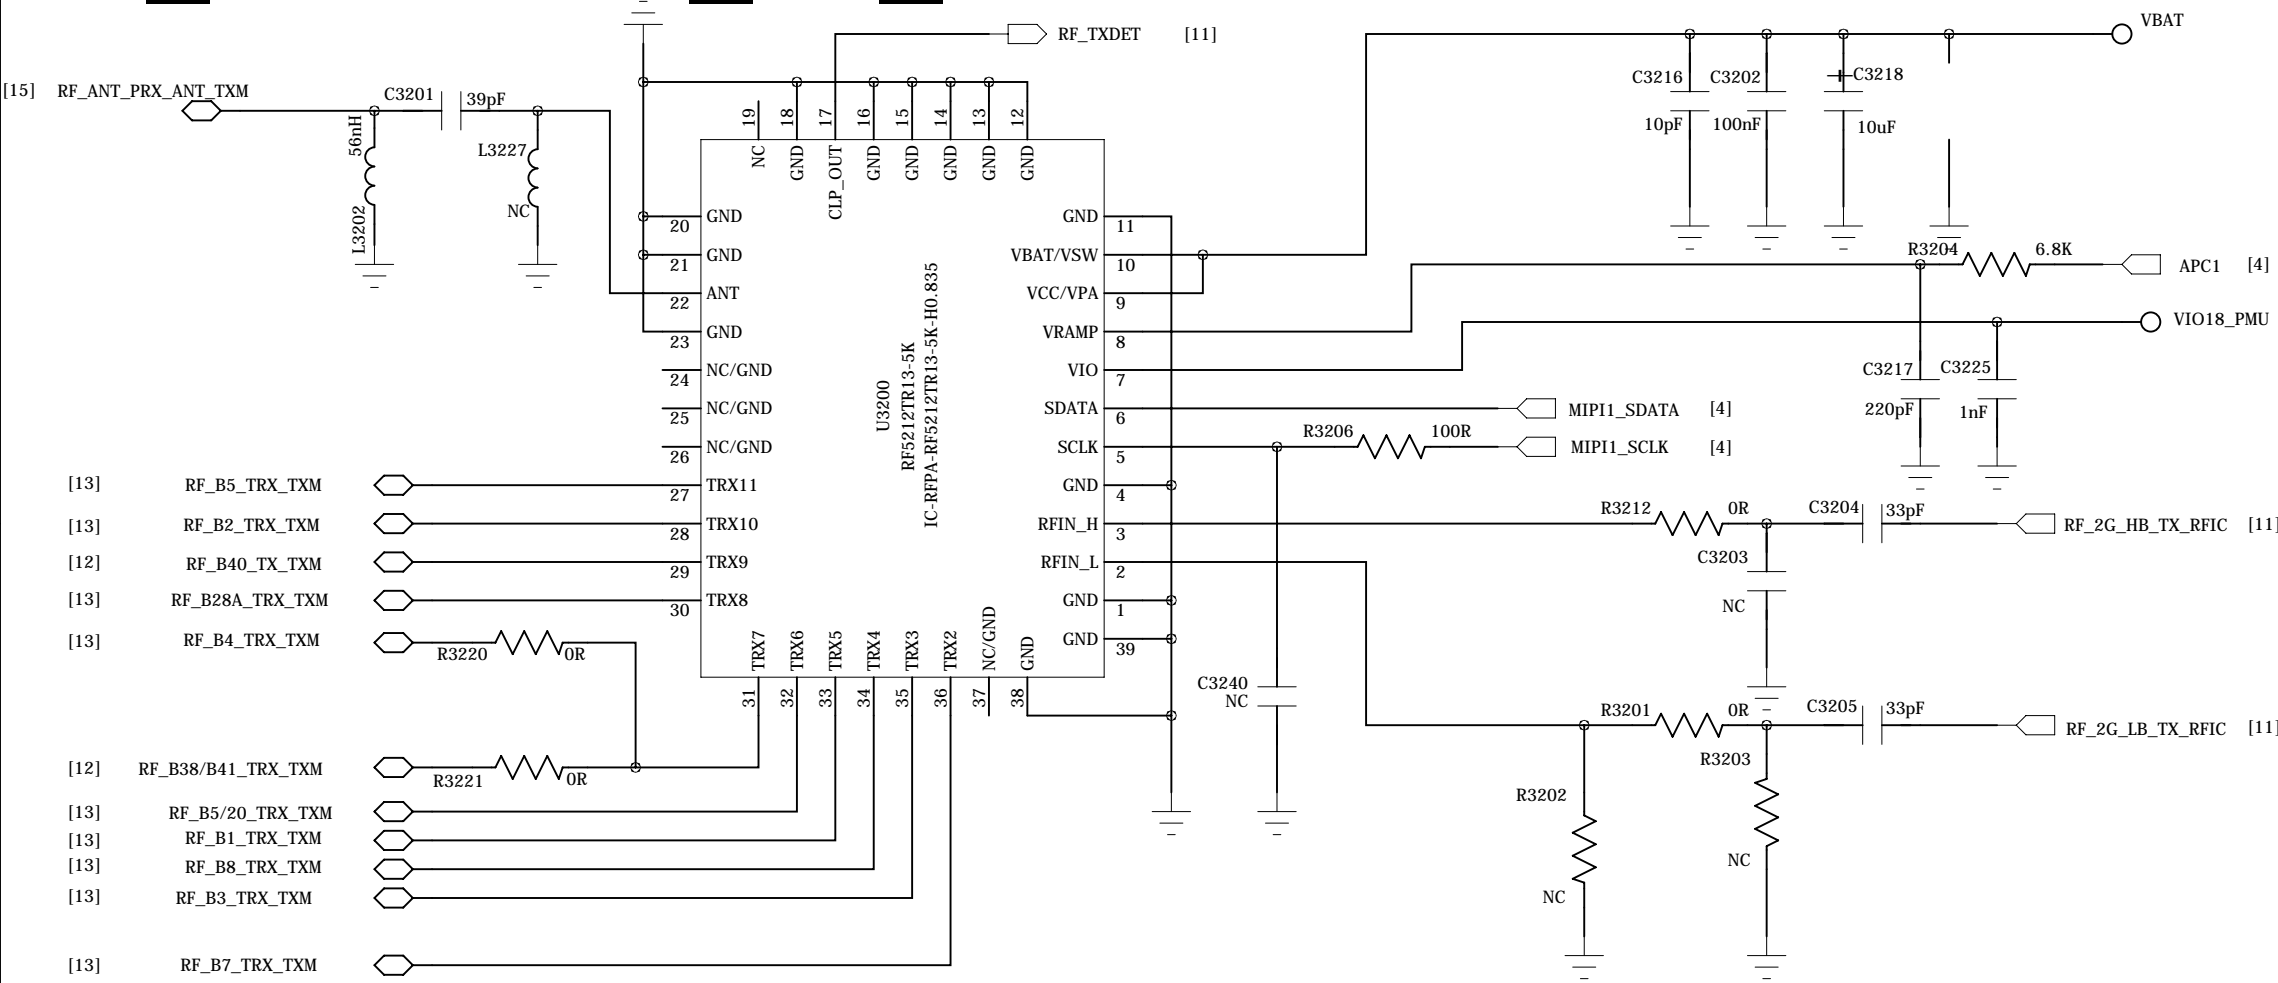 RF_TXDET [11]
VBAT
[15] RF_ANT_PRX_ANT_TXM
C3201 39pF
56nH
L3202
L3227
NC
C3216 C3202 C3218
10pF 100nF 10uF
19 18 17 16 15 14 13 12
NC GND CLP_OUT GND GND GND GND GND
20 GND
21 GND
22 ANT
23 GND
24 NC/GND
25 NC/GND
26 NC/GND
27 TRX11
28 TRX10
29 TRX9
30 TRX8
U3200
RF5212TR13-5K
IC-RFPA-RF5212TR13-5K-H0.835
GND 11
VBAT/VSW 10
VCC/VPA 9
VRAMP 8
VIO 7
SDATA 6
SCLK 5
GND 4
RFIN_H 3
RFIN_L 2
GND 1
GND 39
TRX7 TRX6 TRX5 TRX4 TRX3 TRX2 NC/GND GND
31 32 33 34 35 36 37 38
R3204 6.8K APC1 [4]
VIO18_PMU
C3217 C3225
220pF 1nF
MIPI1_SDATA [4]
R3206 100R MIPI1_SCLK [4]
R3212 0R C3204 33pF RF_2G_HB_TX_RFIC [11]
C3203
NC
C3240
NC
R3201 0R C3205 33pF RF_2G_LB_TX_RFIC [11]
R3203
NC
R3202
NC
[13] RF_B5_TRX_TXM
[13] RF_B2_TRX_TXM
[12] RF_B40_TX_TXM
[13] RF_B28A_TRX_TXM
[13] RF_B4_TRX_TXM
R3220 0R
[12] RF_B38/B41_TRX_TXM
R3221 0R
[13] RF_B5/20_TRX_TXM
[13] RF_B1_TRX_TXM
[13] RF_B8_TRX_TXM
[13] RF_B3_TRX_TXM
[13] RF_B7_TRX_TXM